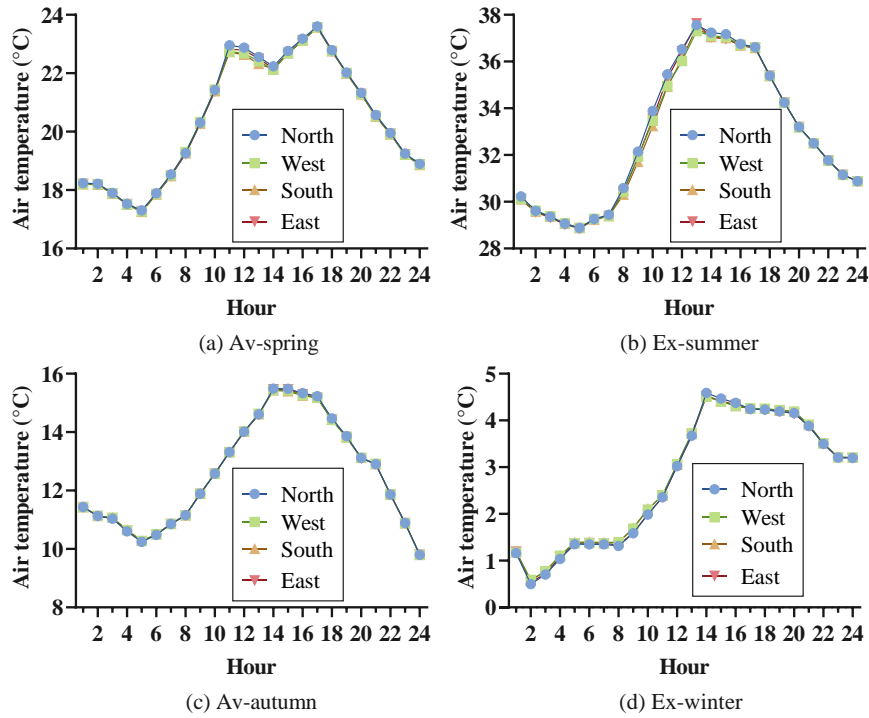 Air temperature (°C)
24
22
20
18
16
North
West
South
East
2 4 6 8 10 12 14 16 18 20 22 24
Hour
(a) Av-spring
Air temperature (°C)
38
36
34
32
30
28
North
West
South
East
2 4 6 8 10 12 14 16 18 20 22 24
Hour
(b) Ex-summer
Air temperature (°C)
16
14
12
10
8
North
West
South
East
2 4 6 8 10 12 14 16 18 20 22 24
Hour
(c) Av-autumn
Air temperature (°C)
5
4
3
2
1
0
North
West
South
East
2 4 6 8 10 12 14 16 18 20 22 24
Hour
(d) Ex-winter